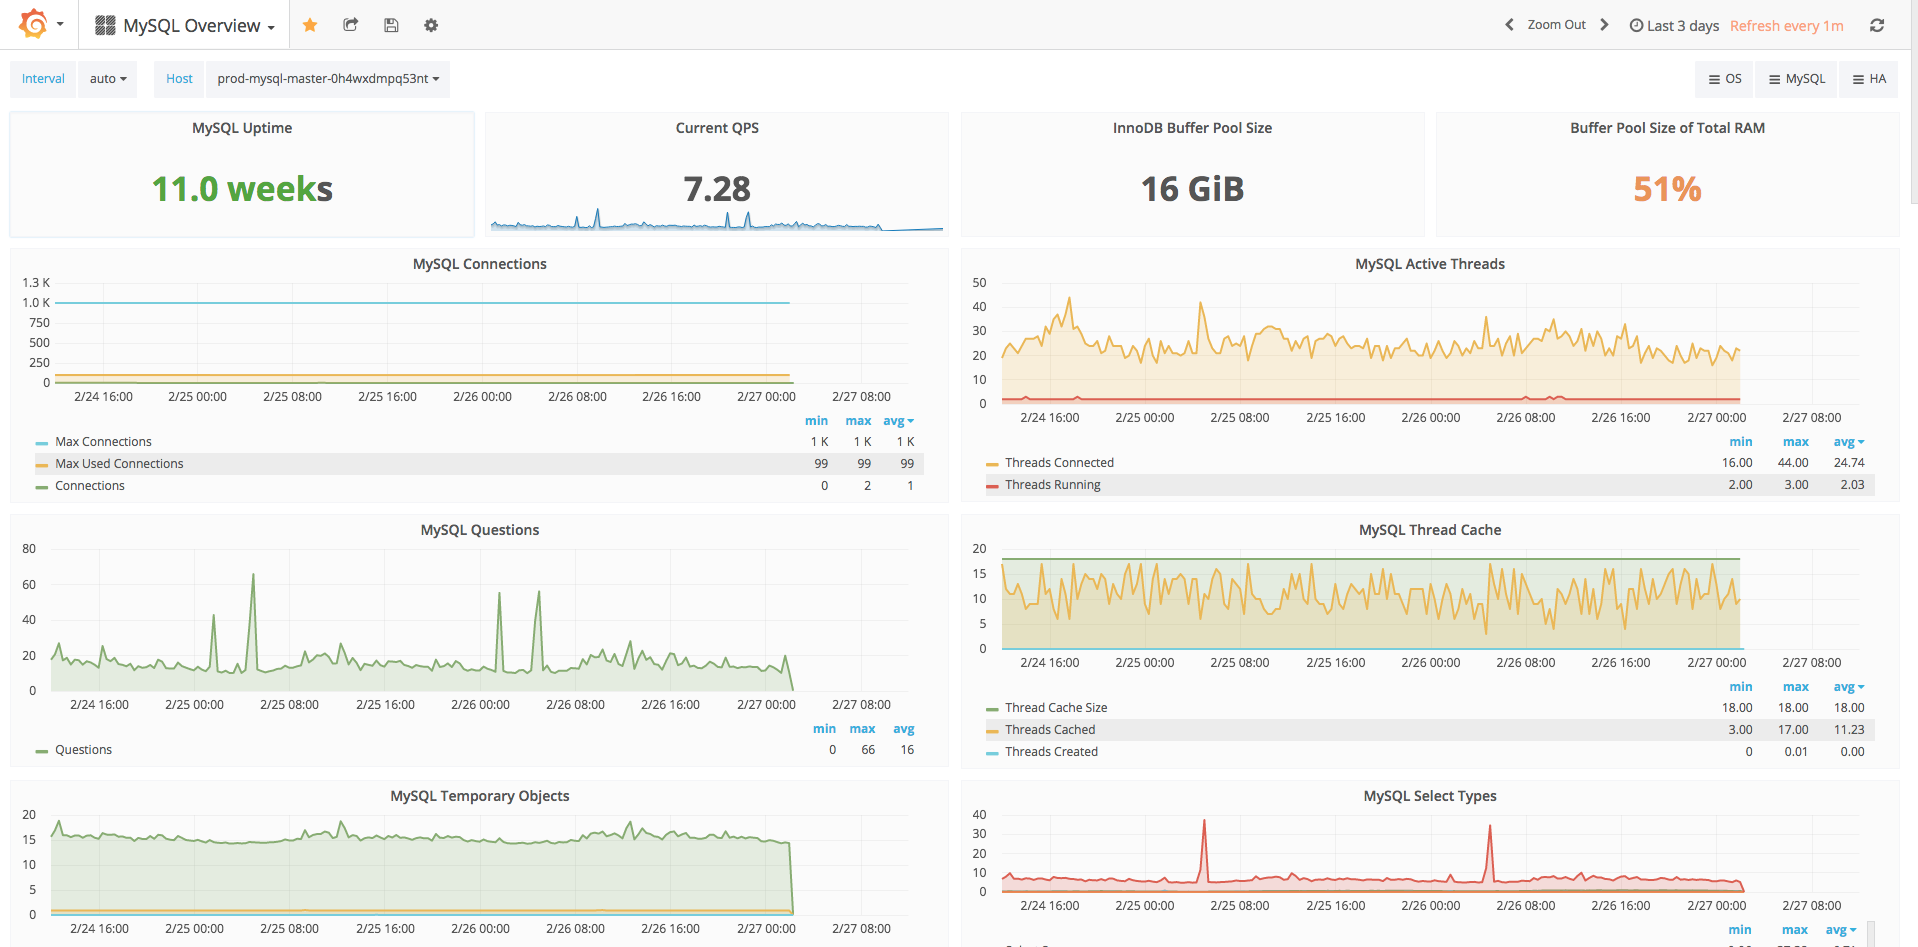 MySQL Overview
Zoom Out
Last 3 days Refresh every 1m
Interval auto Host prod-mysql-master-0h4wxdmpq53nt
OS MySQL HA
MySQL Uptime
11.0 weeks
Current QPS
7.28
InnoDB Buffer Pool Size
16 GiB
Buffer Pool Size of Total RAM
51%
MySQL Connections
1.3 K
1.0 K
750
500
250
0
2/24 16:00 2/25 00:00 2/25 08:00 2/25 16:00 2/26 00:00 2/26 08:00 2/26 16:00 2/27 00:00 2/27 08:00
min max avg
Max Connections 1 K 1 K 1 K
Max Used Connections 99 99 99
Connections 0 2 1
MySQL Active Threads
50
40
30
20
10
0
2/24 16:00 2/25 00:00 2/25 08:00 2/25 16:00 2/26 00:00 2/26 08:00 2/26 16:00 2/27 00:00 2/27 08:00
min max avg
Threads Connected 16.00 44.00 24.74
Threads Running 2.00 3.00 2.03
MySQL Questions
80
60
40
20
0
2/24 16:00 2/25 00:00 2/25 08:00 2/25 16:00 2/26 00:00 2/26 08:00 2/26 16:00 2/27 00:00 2/27 08:00
min max avg
Questions 0 66 16
MySQL Thread Cache
20
15
10
5
0
2/24 16:00 2/25 00:00 2/25 08:00 2/25 16:00 2/26 00:00 2/26 08:00 2/26 16:00 2/27 00:00 2/27 08:00
min max avg
Thread Cache Size 18.00 18.00 18.00
Threads Cached 3.00 17.00 11.23
Threads Created 0 0.01 0.00
MySQL Temporary Objects
20
15
10
5
0
2/24 16:00 2/25 00:00 2/25 08:00 2/25 16:00 2/26 00:00 2/26 08:00 2/26 16:00 2/27 00:00 2/27 08:00
MySQL Select Types
40
30
20
10
0
2/24 16:00 2/25 00:00 2/25 08:00 2/25 16:00 2/26 00:00 2/26 08:00 2/26 16:00 2/27 00:00 2/27 08:00
min max avg